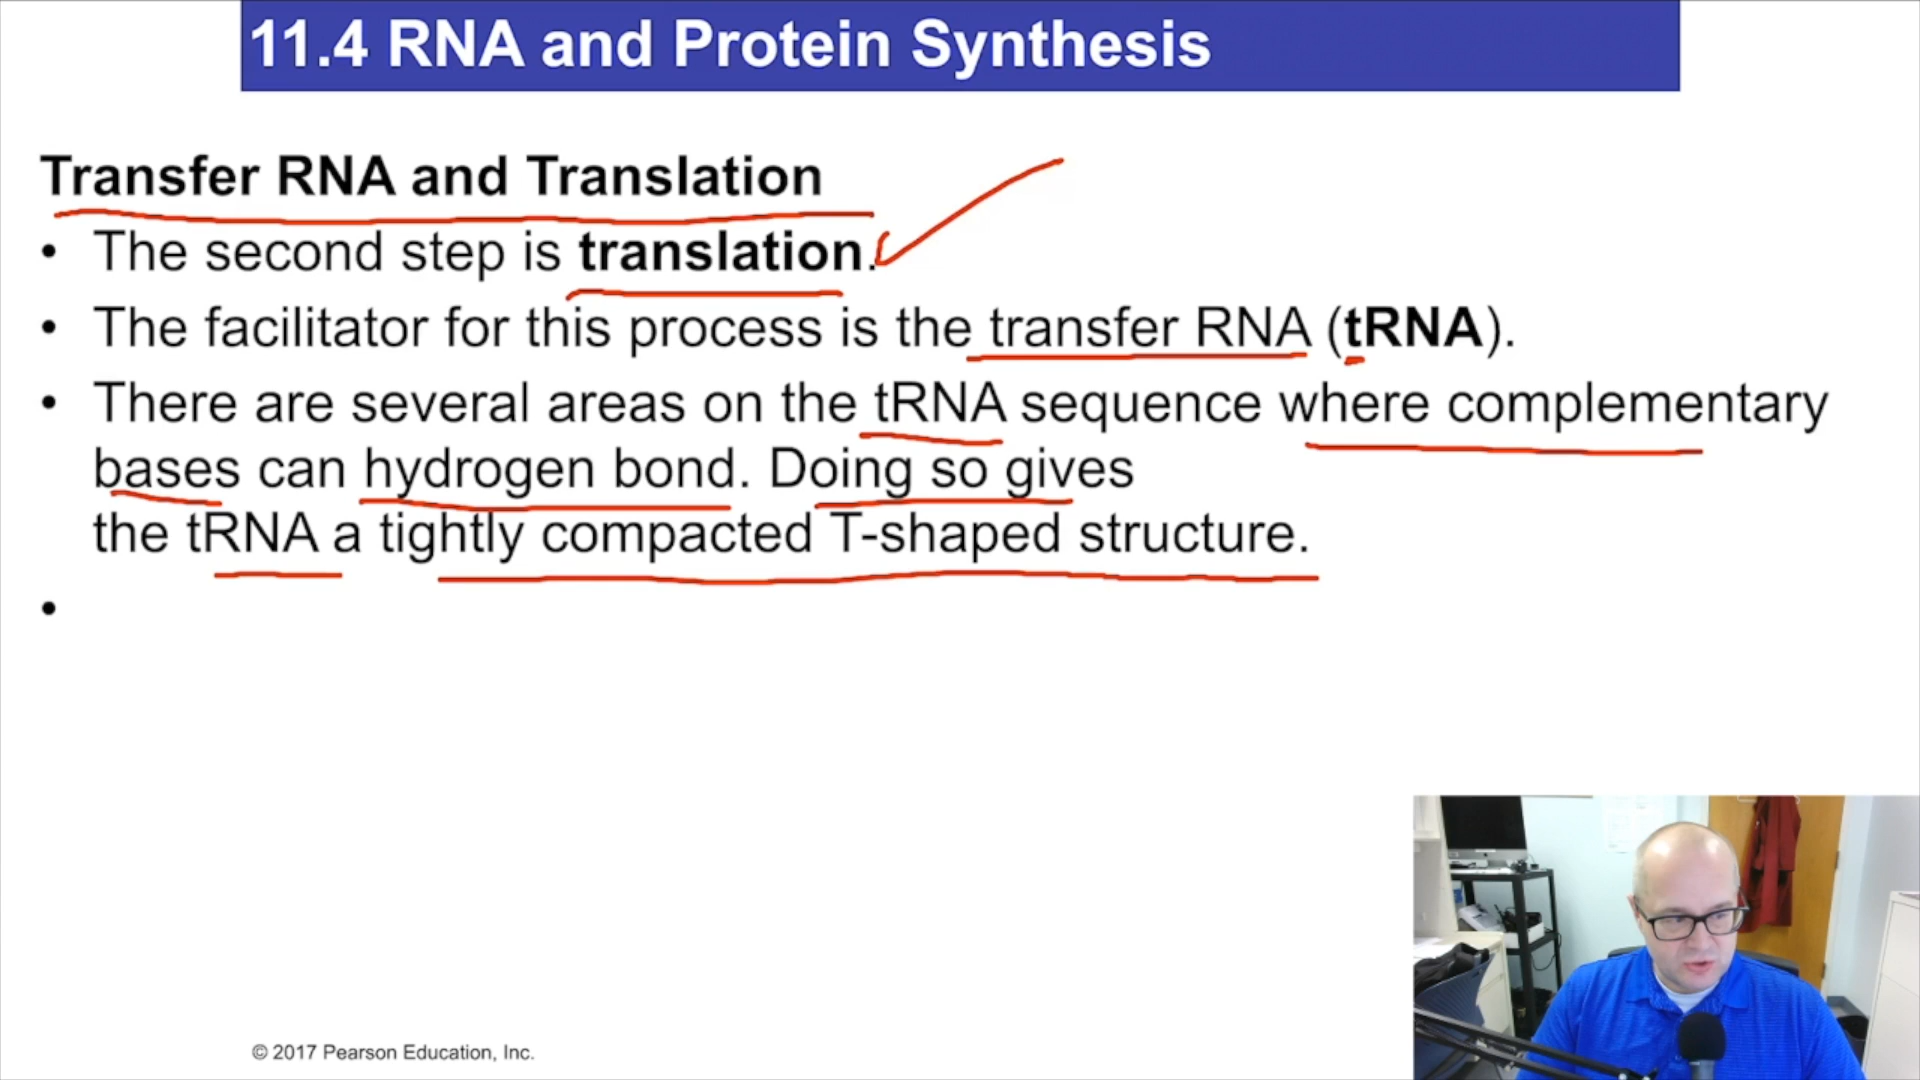 11.4 RNA and Protein Synthesis
Transfer RNA and Translation
• The second step is translation.
• The facilitator for this process is the transfer RNA (tRNA).
• There are several areas on the tRNA sequence where complementary
bases can hydrogen bond. Doing so gives
the tRNA a tightly compacted T-shaped structure.
•
© 2017 Pearson Education, Inc.